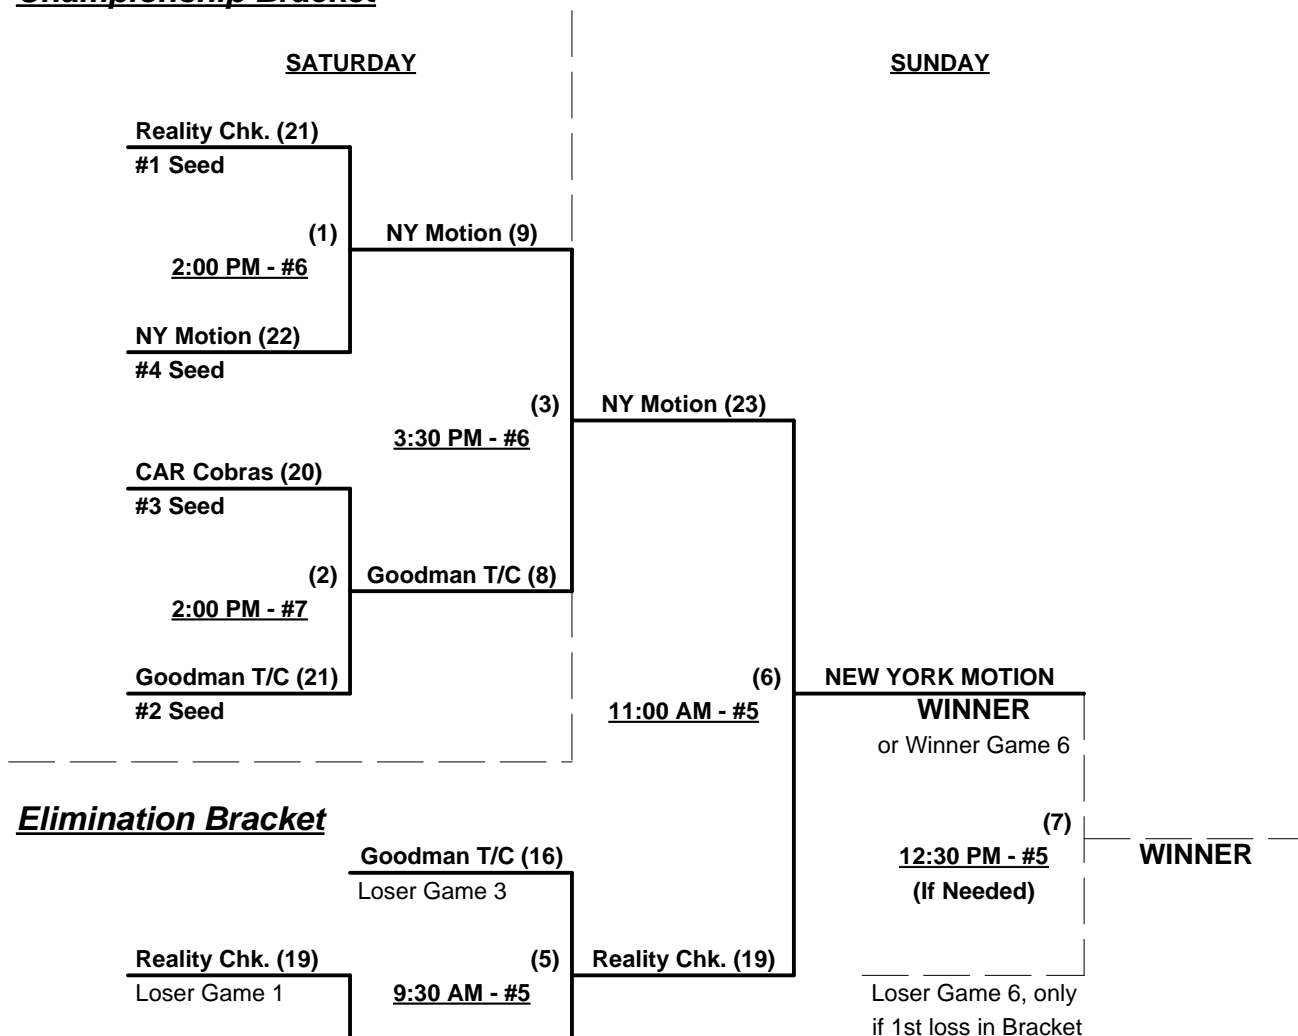 Championship Bracket
SATURDAY
SUNDAY
Reality Chk. (21)
#1 Seed
(1)
NY Motion (9)
2:00 PM - #6
NY Motion (22)
#4 Seed
(3)
NY Motion (23)
3:30 PM - #6
CAR Cobras (20)
#3 Seed
(2)
Goodman T/C (8)
2:00 PM - #7
Goodman T/C (21)
#2 Seed
(6)
NEW YORK MOTION
11:00 AM - #5
WINNER
or Winner Game 6
Elimination Bracket
(7)
Goodman T/C (16)
12:30 PM - #5
WINNER
Loser Game 3
(If Needed)
Reality Chk. (19)
(5)
Reality Chk. (19)
Loser Game 1
9:30 AM - #5
Loser Game 6, only
if 1st loss in Bracket